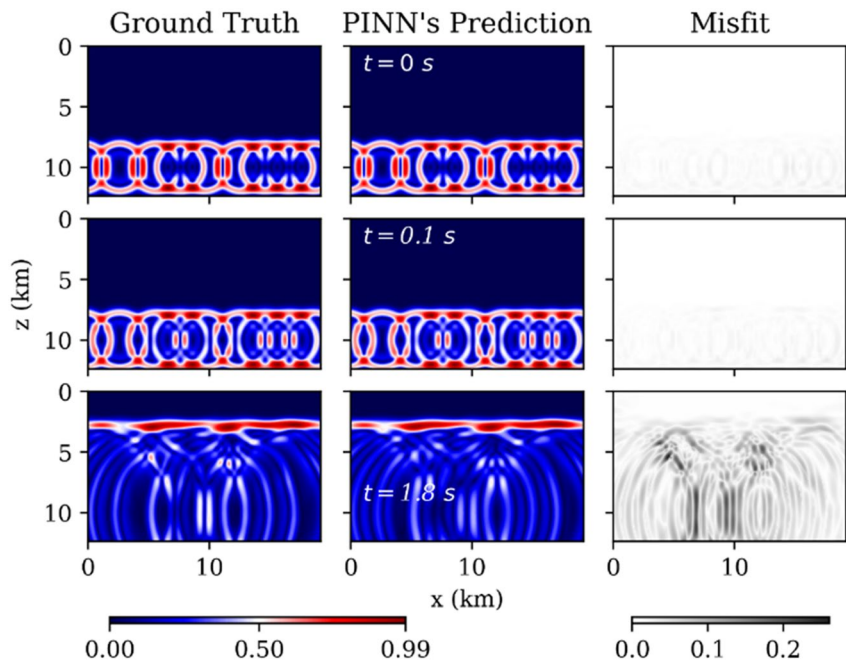 Ground Truth PINN's Prediction Misfit
0
5
10
t = 0 s
0
5
10
t = 0.1 s
z (km)
0
5
10
t = 1.8 s
0 10 0 10 0 10
x (km)
0.00 0.50 0.99 0.0 0.1 0.2